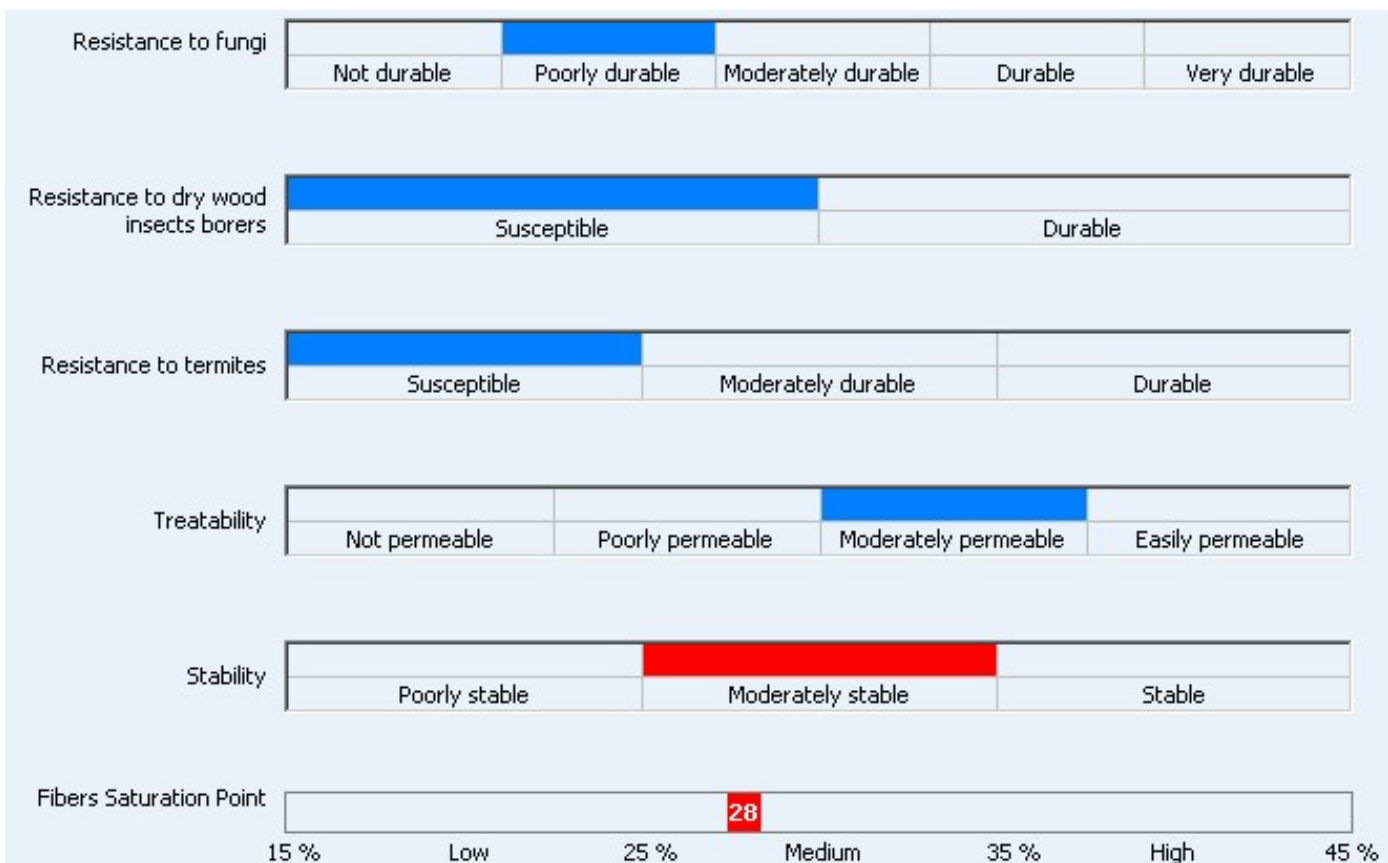 Resistance to fungi
Not durable Poorly durable Moderately durable Durable Very durable
Resistance to dry wood
insects borers
Susceptible Durable
Resistance to termites
Susceptible Moderately durable Durable
Treatability
Not permeable Poorly permeable Moderately permeable Easily permeable
Stability
Poorly stable Moderately stable Stable
Fibers Saturation Point
28
15 % Low 25 % Medium 35 % High 45 %